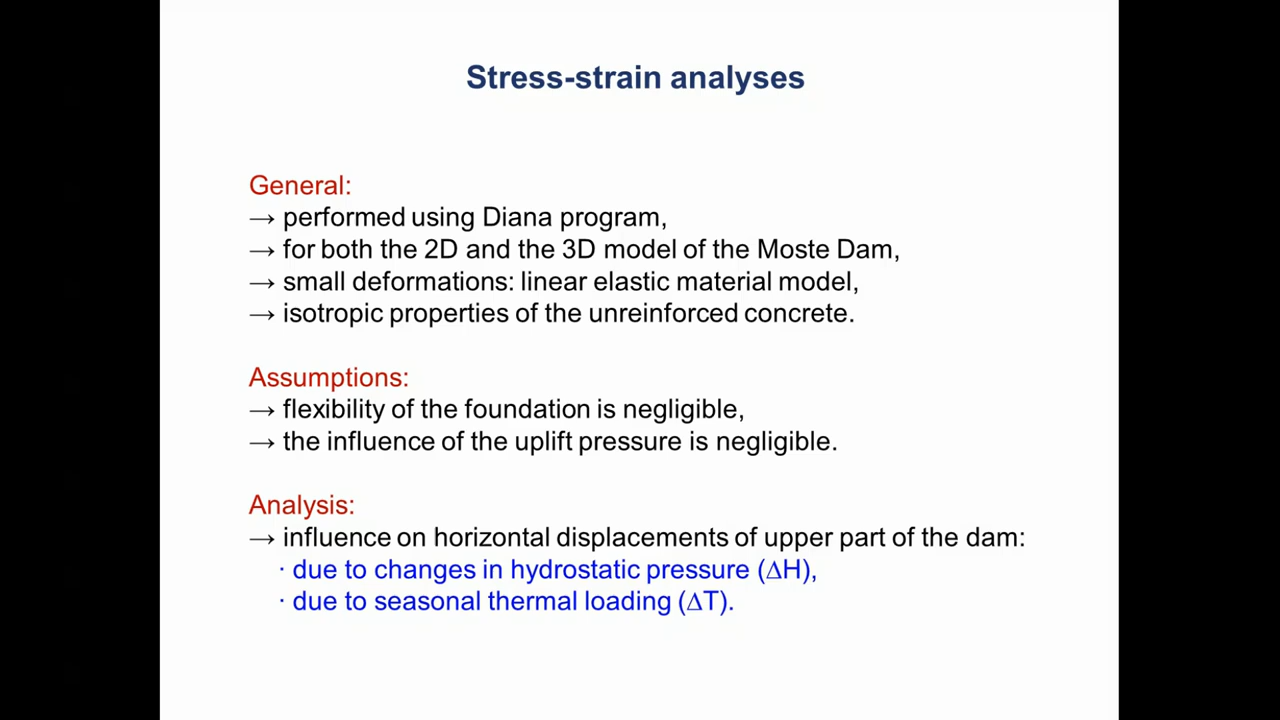 Stress-strain analyses
General:
→ performed using Diana program,
→ for both the 2D and the 3D model of the Moste Dam,
→ small deformations: linear elastic material model,
→ isotropic properties of the unreinforced concrete.
Assumptions:
→ flexibility of the foundation is negligible,
→ the influence of the uplift pressure is negligible.
Analysis:
→ influence on horizontal displacements of upper part of the dam:
· due to changes in hydrostatic pressure (ΔH),
· due to seasonal thermal loading (ΔT).